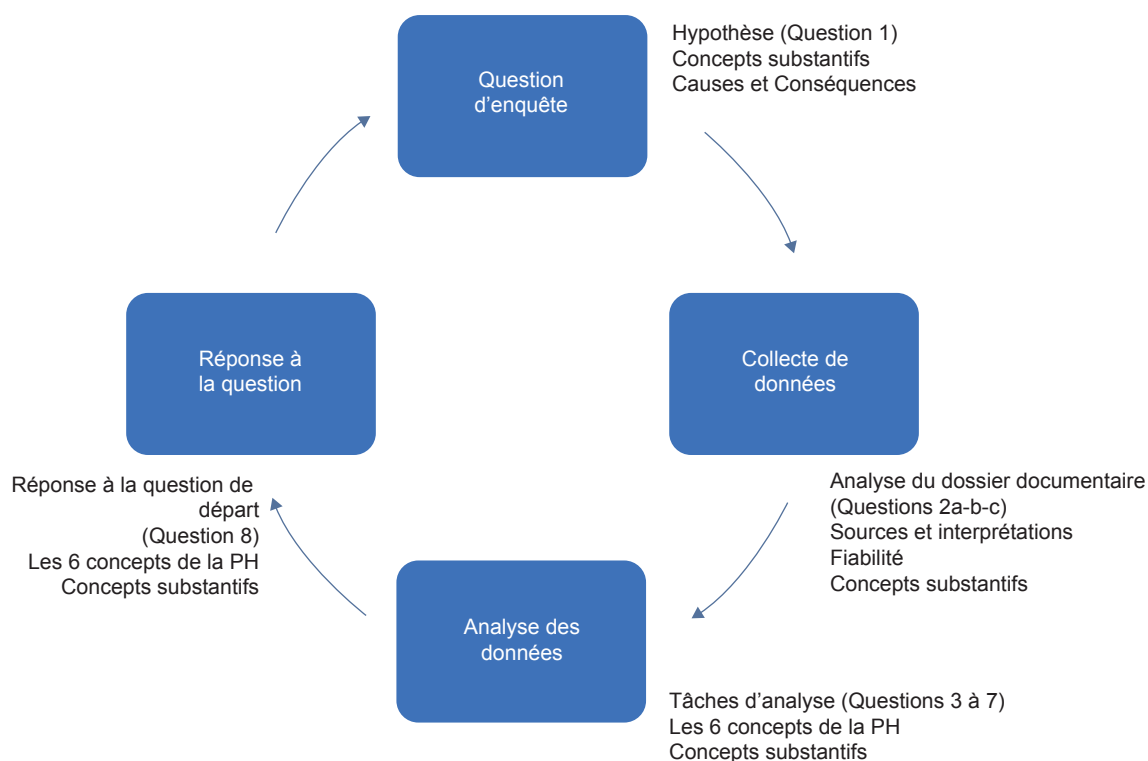 Question
d'enquête
Hypothèse (Question 1)
Concepts substantifs
Causes et Conséquences
Collecte de
données
Analyse du dossier documentaire
(Questions 2a-b-c)
Sources et interprétations
Fiabilité
Concepts substantifs
Analyse des
données
Tâches d'analyse (Questions 3 à 7)
Les 6 concepts de la PH
Concepts substantifs
Réponse à
la question
Réponse à la question de
départ
(Question 8)
Les 6 concepts de la PH
Concepts substantifs